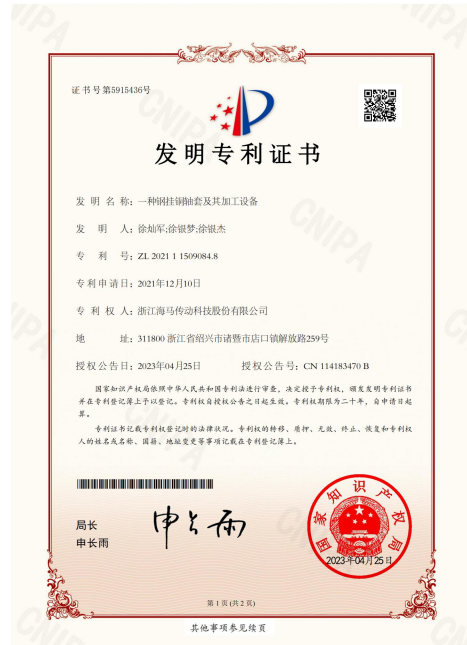 证书号第5915436号
发明专利证书
发 明 名 称：一种钢挂铜轴套及其加工设备
发 明 人：徐灿军;徐银梦;徐银杰
专 利 号：ZL 2021 1 1509084.8
专利申请日：2021年12月10日
专 利 权 人：浙江海马传动科技股份有限公司
地 址：311800 浙江省绍兴市诸暨市店口镇解放路259号
授权公告日：2023年04月25日 授权公告号：CN 114183470 B
国家知识产权局依照中华人民共和国专利法进行审查，决定授予专利权，颁发发明专利证书
并在专利登记簿上予以登记。专利权自授权公告之日起生效。专利权期限为二十年，自申请日起
算。
专利证书记载专利权登记时的法律状况。专利权的转移、质押、无效、终止、恢复和专利权
人的姓名或名称、国籍、地址变更等事项记载在专利登记簿上。
局长
申长雨
申长雨
国家知识产权局
2023年04月25日
第 1 页 (共 2 页)
其他事项参见续页
CNIPA
CNIPA
CNIPA